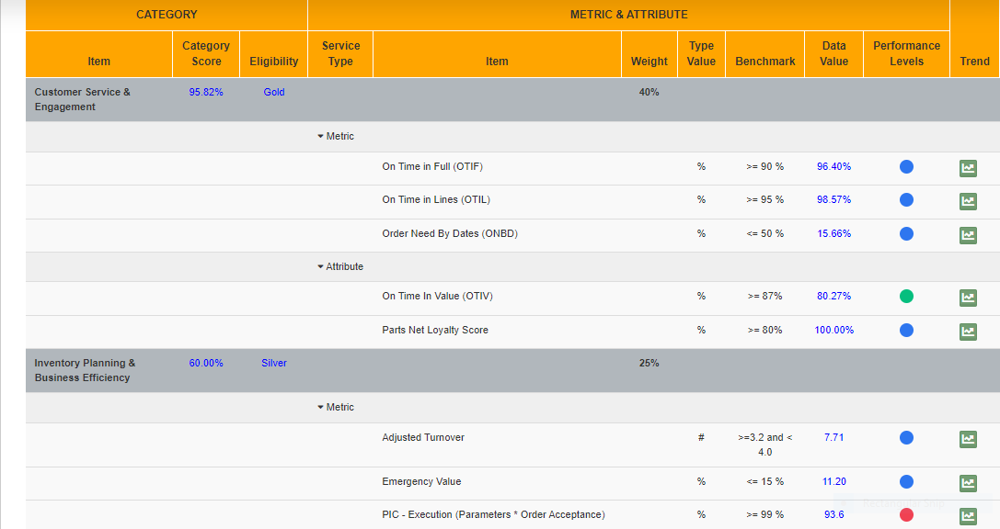 CATEGORY METRIC & ATTRIBUTE
Item Category Score Eligibility Service Type Item Weight Type Value Benchmark Data Value Performance Levels Trend
Customer Service & Engagement 95.82% Gold 40%
Metric
On Time in Full (OTIF) % >= 90 % 96.40%
On Time in Lines (OTIL) % >= 95 % 98.57%
Order Need By Dates (ONBD) % <= 50 % 15.66%
Attribute
On Time In Value (OTIV) % >= 87% 80.27%
Parts Net Loyalty Score % >= 80% 100.00%
Inventory Planning & Business Efficiency 60.00% Silver 25%
Metric
Adjusted Turnover # >=3.2 and < 4.0 7.71
Emergency Value % <= 15 % 11.20
PIC - Execution (Parameters * Order Acceptance) % >= 99 % 93.6